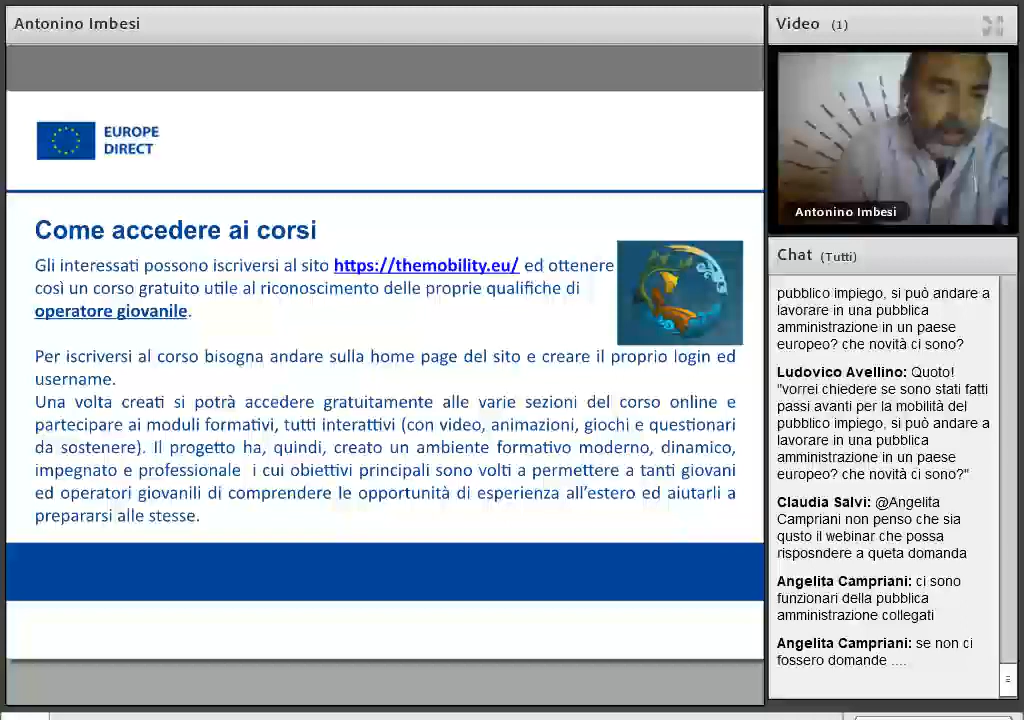 Antonino Imbesi
EUROPE
DIRECT
Come accedere ai corsi
Gli interessati possono iscriversi al sito https://themobility.eu/ ed ottenere
così un corso gratuito utile al riconoscimento delle proprie qualifiche di
operatore giovanile.
Per iscriversi al corso bisogna andare sulla home page del sito e creare il proprio login ed
username.
Una volta creati si potrà accedere gratuitamente alle varie sezioni del corso online e
partecipare ai moduli formativi, tutti interattivi (con video, animazioni, giochi e questionari
da sostenere). Il progetto ha, quindi, creato un ambiente formativo moderno, dinamico,
impegnato e professionale i cui obiettivi principali sono volti a permettere a tanti giovani
ed operatori giovanili di comprendere le opportunità di esperienza all'estero ed aiutarli a
prepararsi alle stesse.
Video (1)
Antonino Imbesi
Chat (Tutti)
pubblico impiego, si può andare a
lavorare in una pubblica
amministrazione in un paese
europeo? che novità ci sono?
Ludovico Avellino: Quoto!
"vorrei chiedere se sono stati fatti
passi avanti per la mobilità del
pubblico impiego, si può andare a
lavorare in una pubblica
amministrazione in un paese
europeo? che novità ci sono?"
Claudia Salvi: @Angelita
Campriani non penso che sia
qusto il webinar che possa
risposndere a queta domanda
Angelita Campriani: ci sono
funzionari della pubblica
amministrazione collegati
Angelita Campriani: se non ci
fossero domande ....